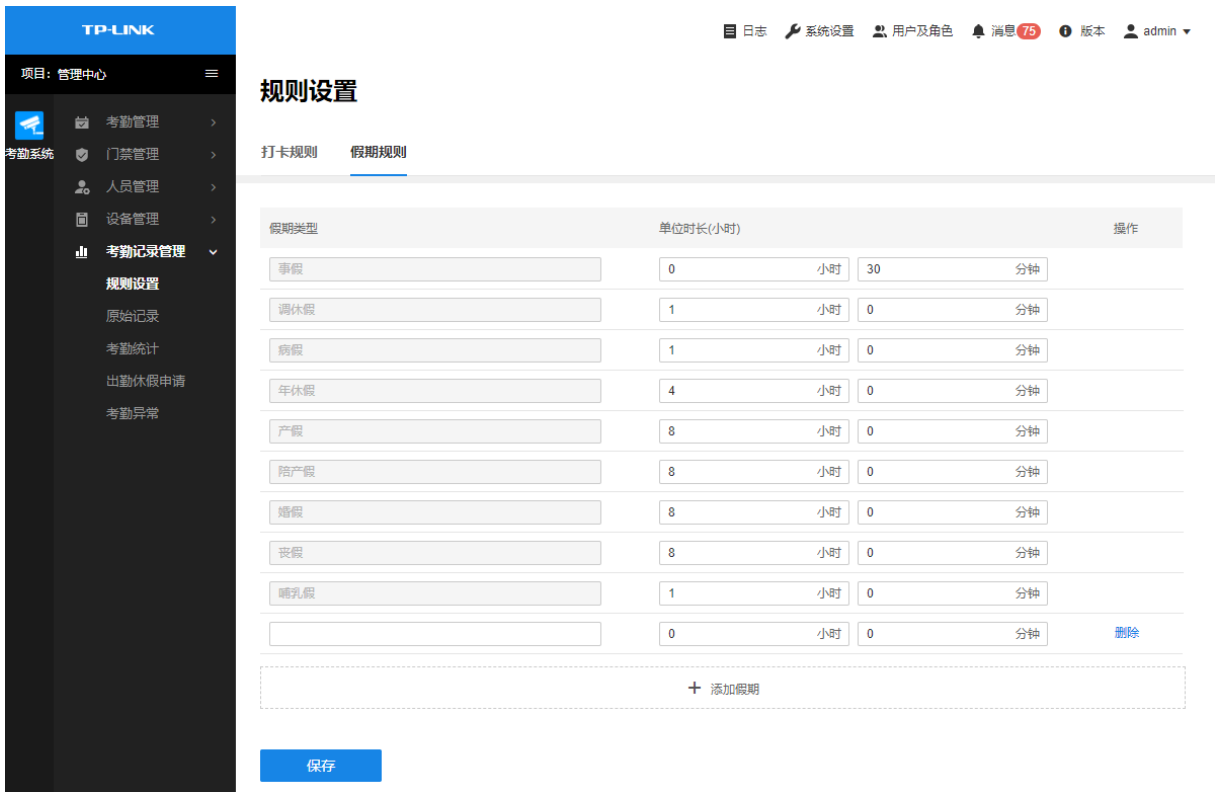 TP-LINK
日志 系统设置 用户及角色 消息 75 版本 admin
项目：管理中心
考勤系统
考勤管理
门禁管理
人员管理
设备管理
考勤记录管理
规则设置
原始记录
考勤统计
出勤休假申请
考勤异常
规则设置
打卡规则 假期规则
假期类型 单位时长(小时) 操作
事假 0 小时 30 分钟
调休假 1 小时 0 分钟
病假 1 小时 0 分钟
年休假 4 小时 0 分钟
产假 8 小时 0 分钟
陪产假 8 小时 0 分钟
婚假 8 小时 0 分钟
丧假 8 小时 0 分钟
哺乳假 1 小时 0 分钟
0 小时 0 分钟 删除
+ 添加假期
保存